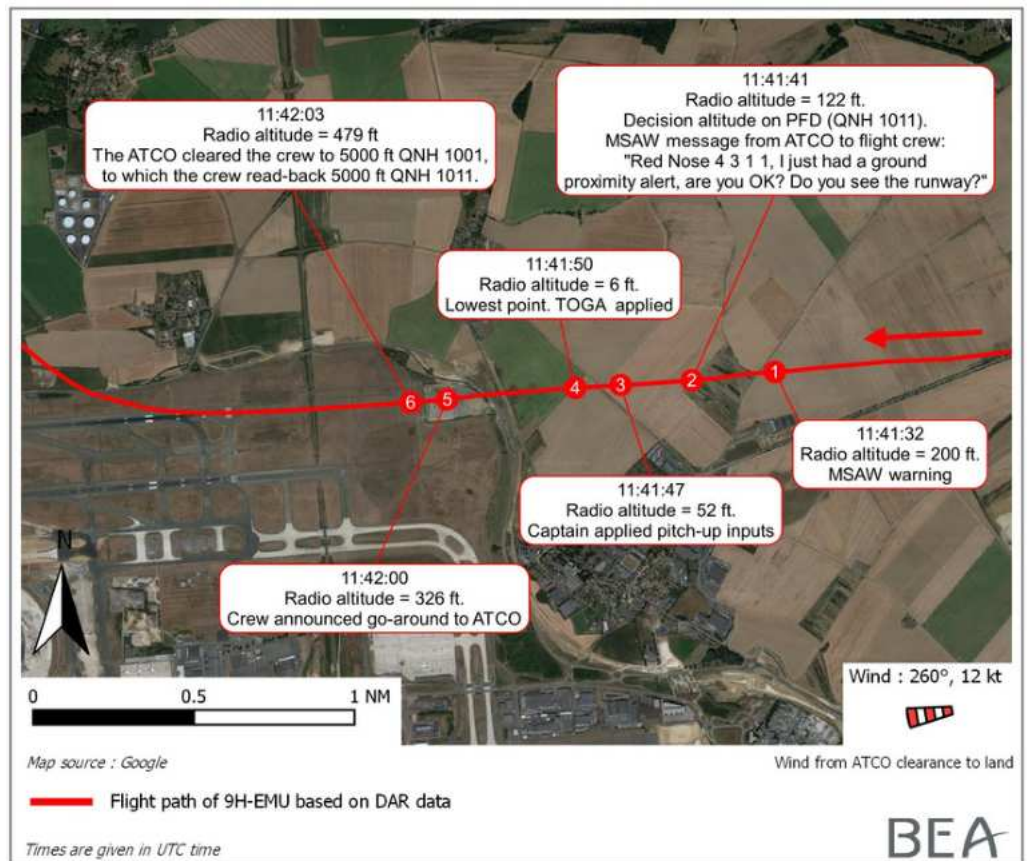 11:42:03
Radio altitude = 479 ft
The ATCO cleared the crew to 5000 ft QNH 1001,
to which the crew read-back 5000 ft QNH 1011.
11:41:41
Radio altitude = 122 ft.
Decision altitude on PFD (QNH 1011).
MSAW message from ATCO to flight crew:
"Red Nose 4 3 1 1, I just had a ground
proximity alert, are you OK? Do you see the runway?"
11:41:50
Radio altitude = 6 ft.
Lowest point. TOGA applied
6
5
4
3
2
1
11:41:32
Radio altitude = 200 ft.
MSAW warning
11:41:47
Radio altitude = 52 ft.
Captain applied pitch-up inputs
11:42:00
Radio altitude = 326 ft.
Crew announced go-around to ATCO
N
0 0.5 1 NM
Wind : 260°, 12 kt
Map source : Google
Wind from ATCO clearance to land
Flight path of 9H-EMU based on DAR data
Times are given in UTC time
BEA